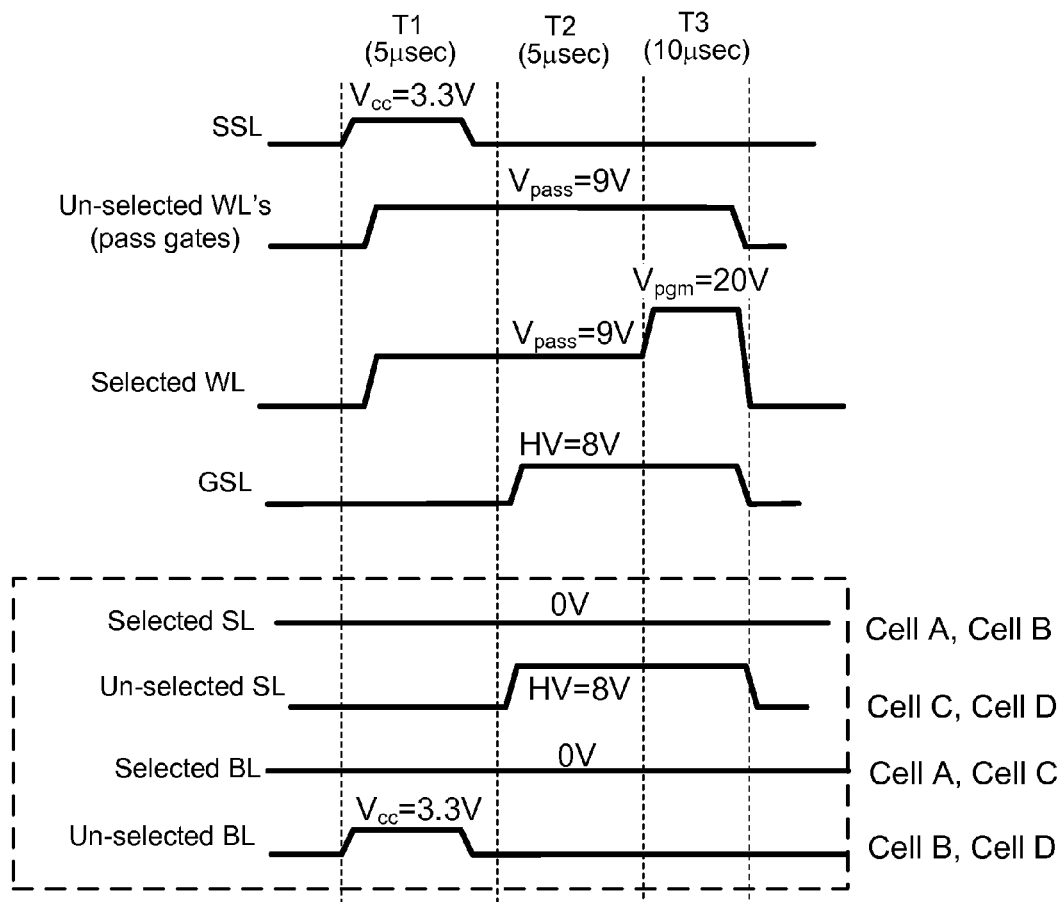 T1
(5μsec)
T2
(5μsec)
T3
(10μsec)
Vcc=3.3V
SSL
Vpass=9V
Un-selected WL's
(pass gates)
Vpgm=20V
Vpass=9V
Selected WL
HV=8V
GSL
0V
Selected SL
Cell A, Cell B
Un-selected SL
HV=8V
Cell C, Cell D
Selected BL
0V
Cell A, Cell C
Vcc=3.3V
Un-selected BL
Cell B, Cell D